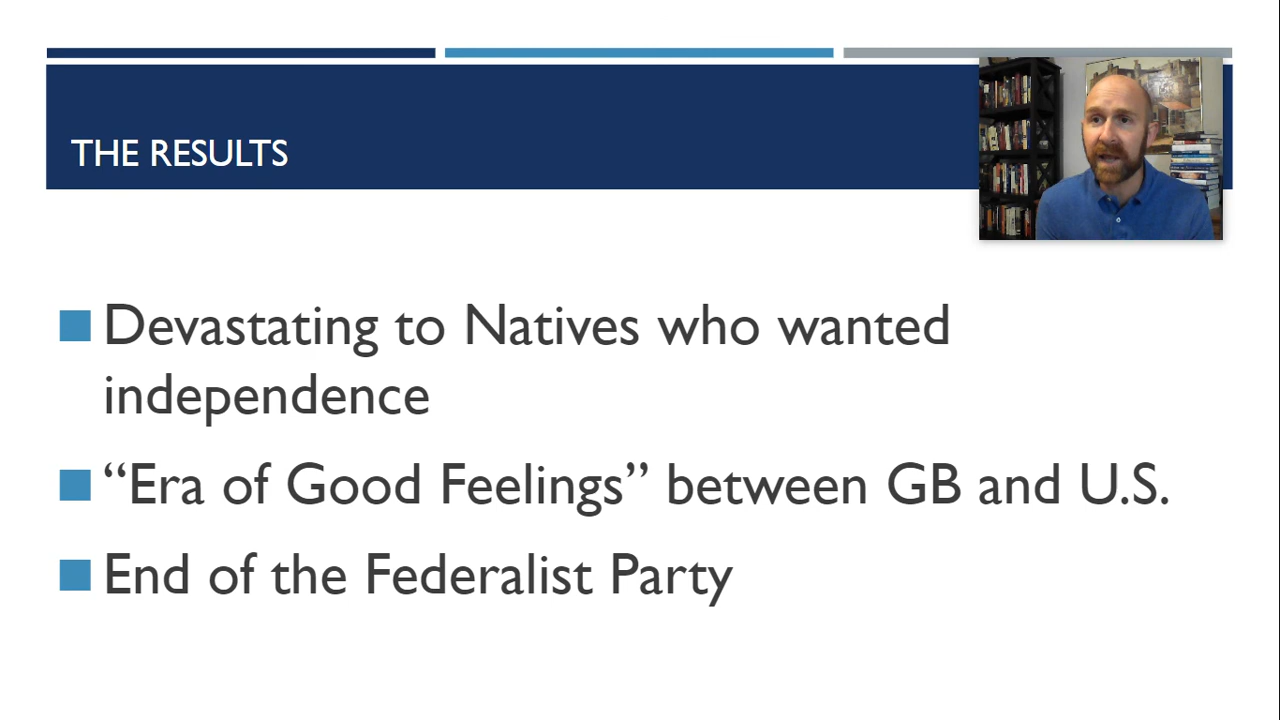 THE RESULTS
Devastating to Natives who wanted
independence
“Era of Good Feelings” between GB and U.S.
End of the Federalist Party